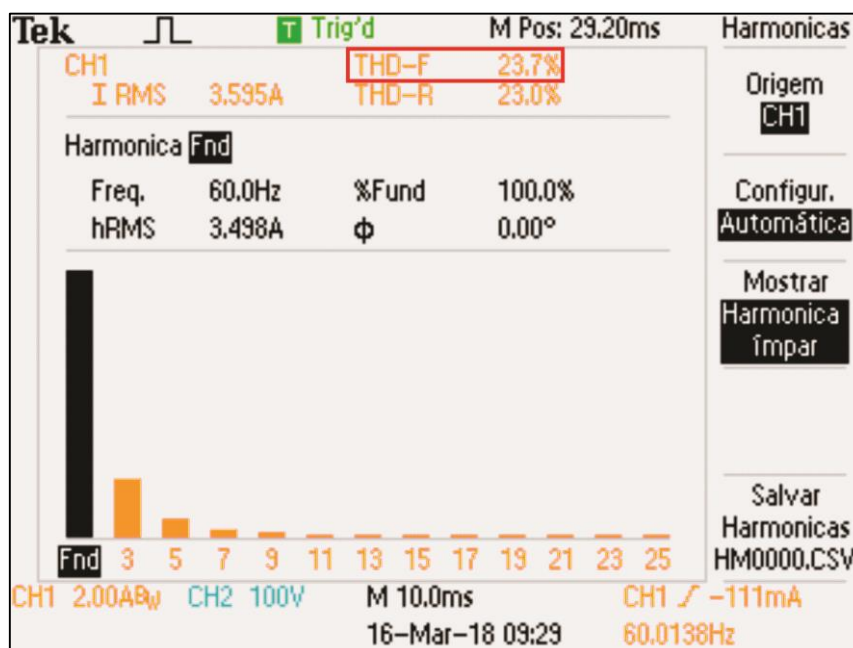 Tek T Trig'd M Pos: 29.20ms Harmonicas
CH1 THD-F 23.7%
I RMS 3.595A THD-R 23.0%
Origem
CH1
Harmonica Fnd
Freq. 60.0Hz %Fund 100.0%
hRMS 3.498A ϕ 0.00°
Configur.
Automática
Mostrar
Harmonica
ímpar
Fnd 3 5 7 9 11 13 15 17 19 21 23 25
Salvar
Harmonicas
HM0000.CSV
CH1 2.00ABW CH2 100V M 10.0ms CH1 -111mA
16-Mar-18 09:29 60.0138Hz